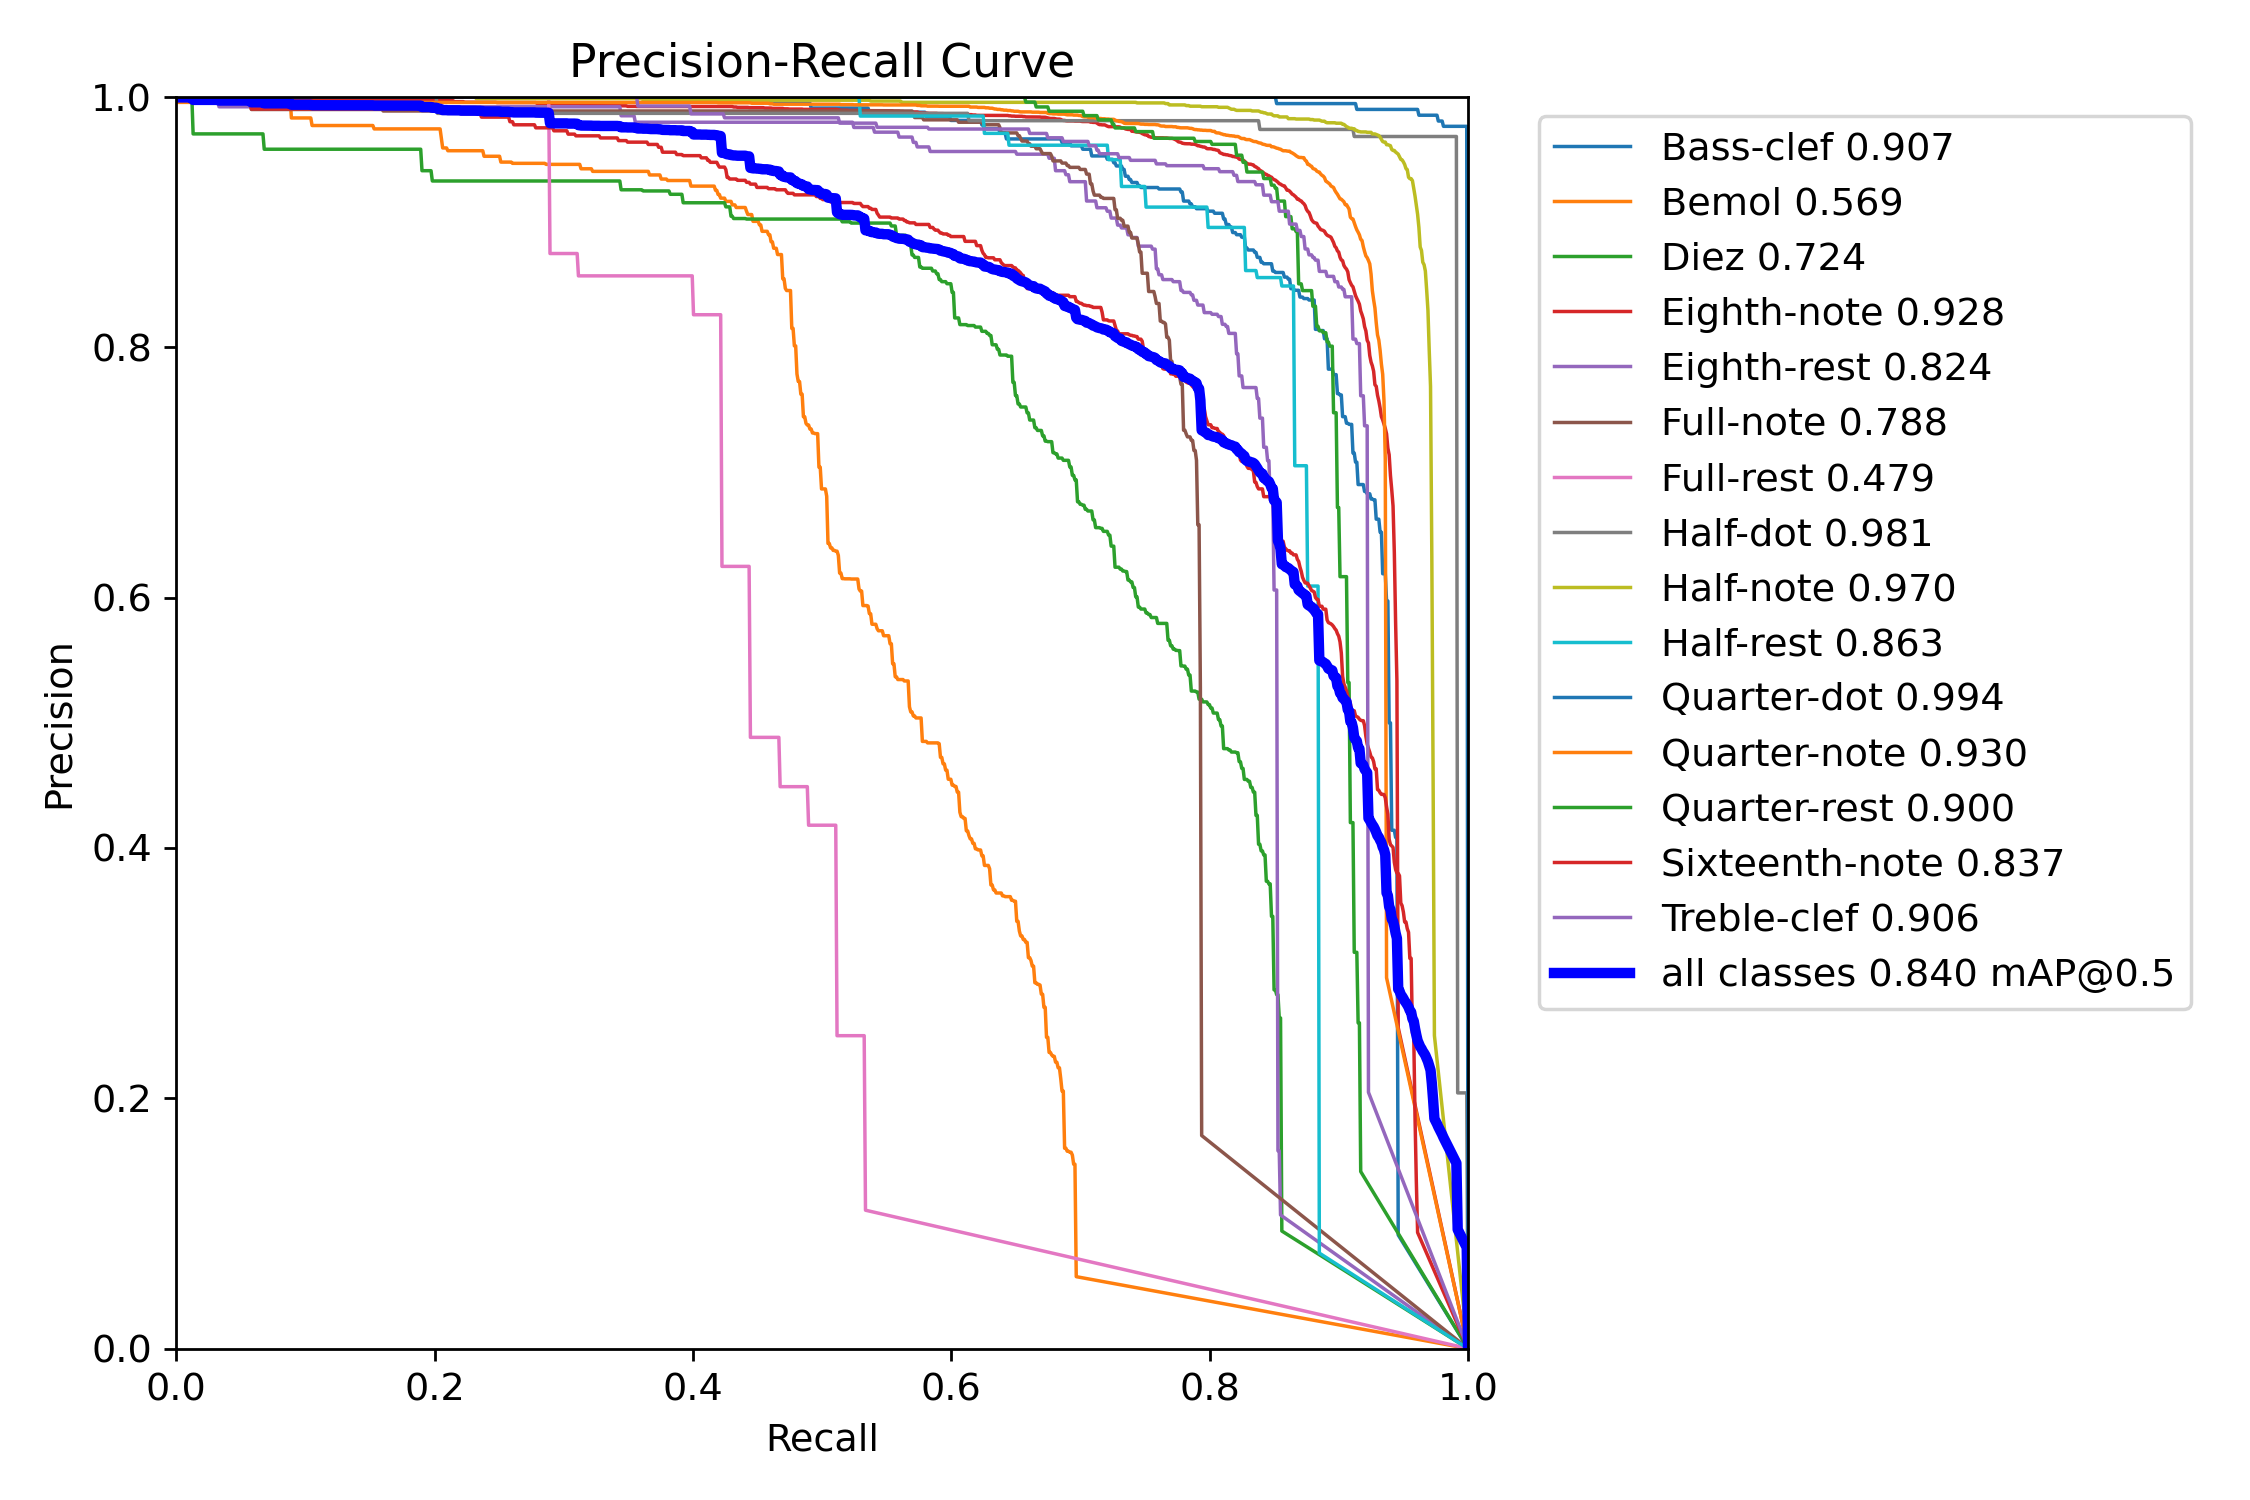 Precision-Recall Curve
1.0
0.8
0.6
0.4
0.2
0.0
Precision
0.0 0.2 0.4 0.6 0.8 1.0
Recall
Bass-clef 0.907
Bemol 0.569
Diez 0.724
Eighth-note 0.928
Eighth-rest 0.824
Full-note 0.788
Full-rest 0.479
Half-dot 0.981
Half-note 0.970
Half-rest 0.863
Quarter-dot 0.994
Quarter-note 0.930
Quarter-rest 0.900
Sixteenth-note 0.837
Treble-clef 0.906
all classes 0.840 mAP@0.5